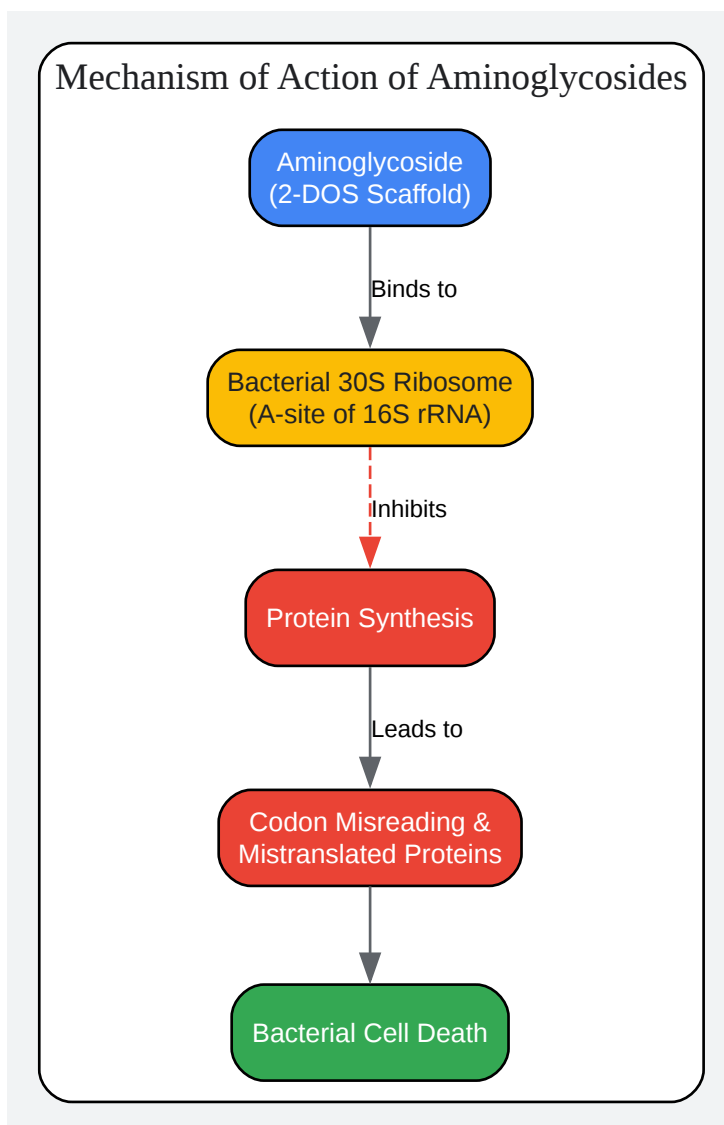 Mechanism of Action of Aminoglycosides
Aminoglycoside
(2-DOS Scaffold)
Binds to
Bacterial 30S Ribosome
(A-site of 16S rRNA)
Inhibits
Protein Synthesis
Leads to
Codon Misreading &
Mistranslated Proteins
Bacterial Cell Death